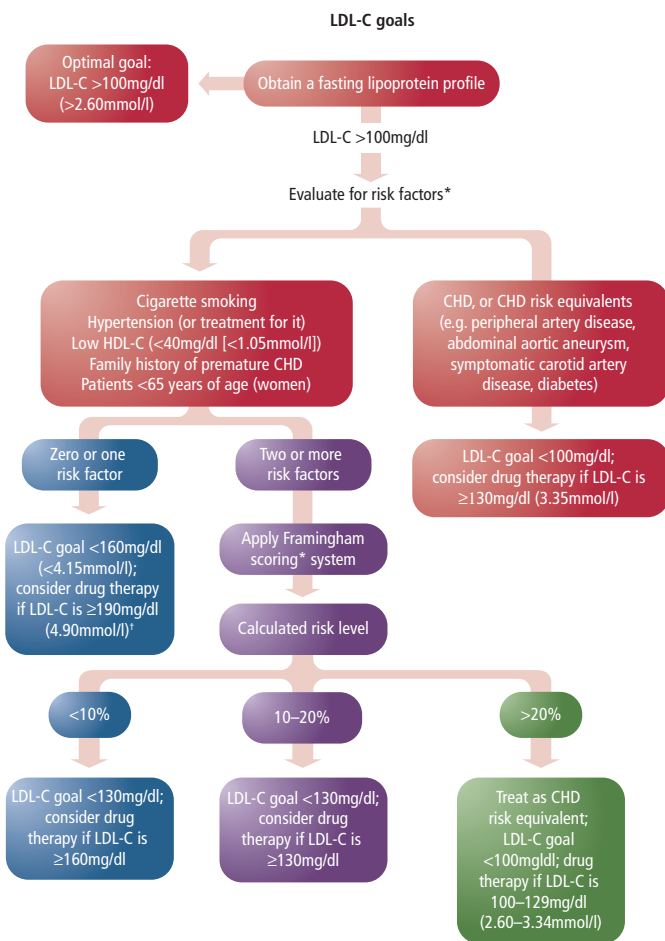 LDL-C goals
Optimal goal:
LDL-C >100mg/dl
(>2.60mmol/l)
Obtain a fasting lipoprotein profile
LDL-C >100mg/dl
Evaluate for risk factors*
Cigarette smoking
Hypertension (or treatment for it)
Low HDL-C (<40mg/dl [<1.05mmol/l])
Family history of premature CHD
Patients <65 years of age (women)
CHD, or CHD risk equivalents
(e.g. peripheral artery disease,
abdominal aortic aneurysm,
symptomatic carotid artery
disease, diabetes)
Zero or one
risk factor
Two or more
risk factors
LDL-C goal <100mg/dl;
consider drug therapy if LDL-C is
≥130mg/dl (3.35mmol/l)
LDL-C goal <160mg/dl
(<4.15mmol/l);
consider drug therapy
if LDL-C is ≥190mg/dl
(4.90mmol/l)†
Apply Framingham
scoring* system
Calculated risk level
<10%
10–20%
>20%
LDL-C goal <130mg/dl;
consider drug
therapy if LDL-C is
≥160mg/dl
LDL-C goal <130mg/dl;
consider drug
therapy if LDL-C is
≥130mg/dl
Treat as CHD
risk equivalent;
LDL-C goal
<100mgldl; drug
therapy if LDL-C is
100–129mg/dl
(2.60–3.34mmol/l)